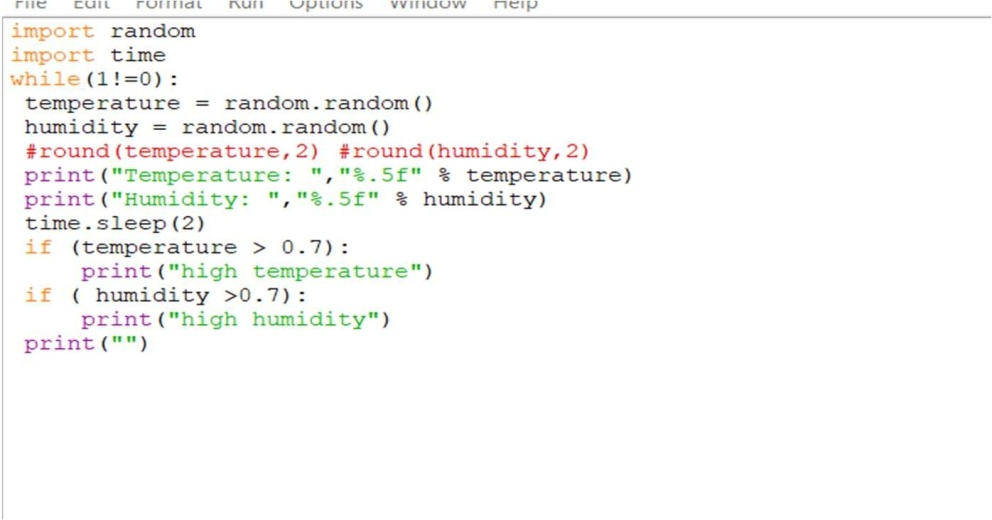 File Edit Format Run Options Window Help
import random
import time
while(1!=0):
 temperature = random.random()
 humidity = random.random()
 #round(temperature,2) #round(humidity,2)
 print("Temperature: ","%.5f" % temperature)
 print("Humidity: ","%.5f" % humidity)
 time.sleep(2)
 if (temperature > 0.7):
     print("high temperature")
 if ( humidity >0.7):
     print("high humidity")
 print("")